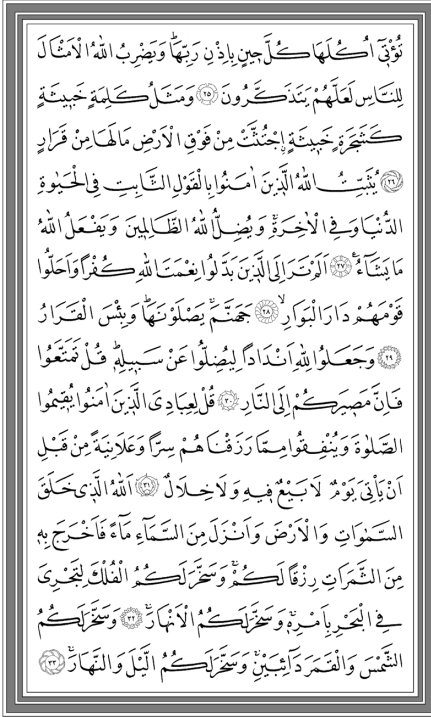 تُؤْتٖٓي اُكُلَهَا كُلَّ حٖينٍ بِاِذْنِ رَبِّهَاۜ وَيَضْرِبُ اللّٰهُ الْاَمْثَالَ
لِلنَّاسِ لَعَلَّهُمْ يَتَذَكَّرُونَ ﴿٢٥﴾ وَمَثَلُ كَلِمَةٍ خَبٖيثَةٍ
كَشَجَرَةٍ خَبٖيثَةٍۨ اجْتُثَّتْ مِنْ فَوْقِ الْاَرْضِ مَا لَهَا مِنْ قَرَارٍ
﴿٢٦﴾ يُثَبِّتُ اللّٰهُ الَّذٖينَ اٰمَنُوا بِالْقَوْلِ الثَّابِتِ فِي الْحَيٰوةِ
الدُّنْيَا وَفِي الْاٰخِرَةِۚ وَيُضِلُّ اللّٰهُ الظَّالِمٖينَ وَيَفْعَلُ اللّٰهُ
مَا يَشَٓاءُ۟ ﴿٢٧﴾ اَلَمْ تَرَ اِلَى الَّذٖينَ بَدَّلُوا نِعْمَتَ اللّٰهِ كُفْراً وَاَحَلُّوا
قَوْمَهُمْ دَارَ الْبَوَارِۙ ﴿٢٨﴾ جَهَنَّمَۚ يَصْلَوْنَهَاۜ وَبِئْسَ الْقَرَارُ
﴿٢٩﴾ وَجَعَلُوا لِلّٰهِ اَنْدَاداً لِيُضِلُّوا عَنْ سَبٖيلِهٖۜ قُلْ تَمَتَّعُوا
فَاِنَّ مَصٖيرَكُمْ اِلَى النَّارِ ﴿٣٠﴾ قُلْ لِعِبَادِيَ الَّذٖينَ اٰمَنُوا يُقٖيمُوا
الصَّلٰوةَ وَيُنْفِقُوا مِمَّا رَزَقْنَاهُمْ سِراًّ وَعَلَانِيَةً مِنْ قَبْلِ
اَنْ يَأْتِيَ يَوْمٌ لَا بَيْعٌ فٖيهِ وَلَا خِلَالٌ ﴿٣١﴾ اَللّٰهُ الَّذٖي خَلَقَ
السَّمٰوَاتِ وَالْاَرْضَ وَاَنْزَلَ مِنَ السَّمَٓاءِ مَٓاءً فَاَخْرَجَ بِهٖ
مِنَ الثَّمَرَاتِ رِزْقاً لَكُمْۚ وَسَخَّرَ لَكُمُ الْفُلْكَ لِتَجْرِيَ
فِي الْبَحْرِ بِاَمْرِهٖۚ وَسَخَّرَ لَكُمُ الْاَنْهَارَۚ ﴿٣٢﴾ وَسَخَّرَ لَكُمُ
الشَّمْسَ وَالْقَمَرَ دَٓائِبَيْنِۚ وَسَخَّرَ لَكُمُ الَّيْلَ وَالنَّهَارَۚ ﴿٣٣﴾